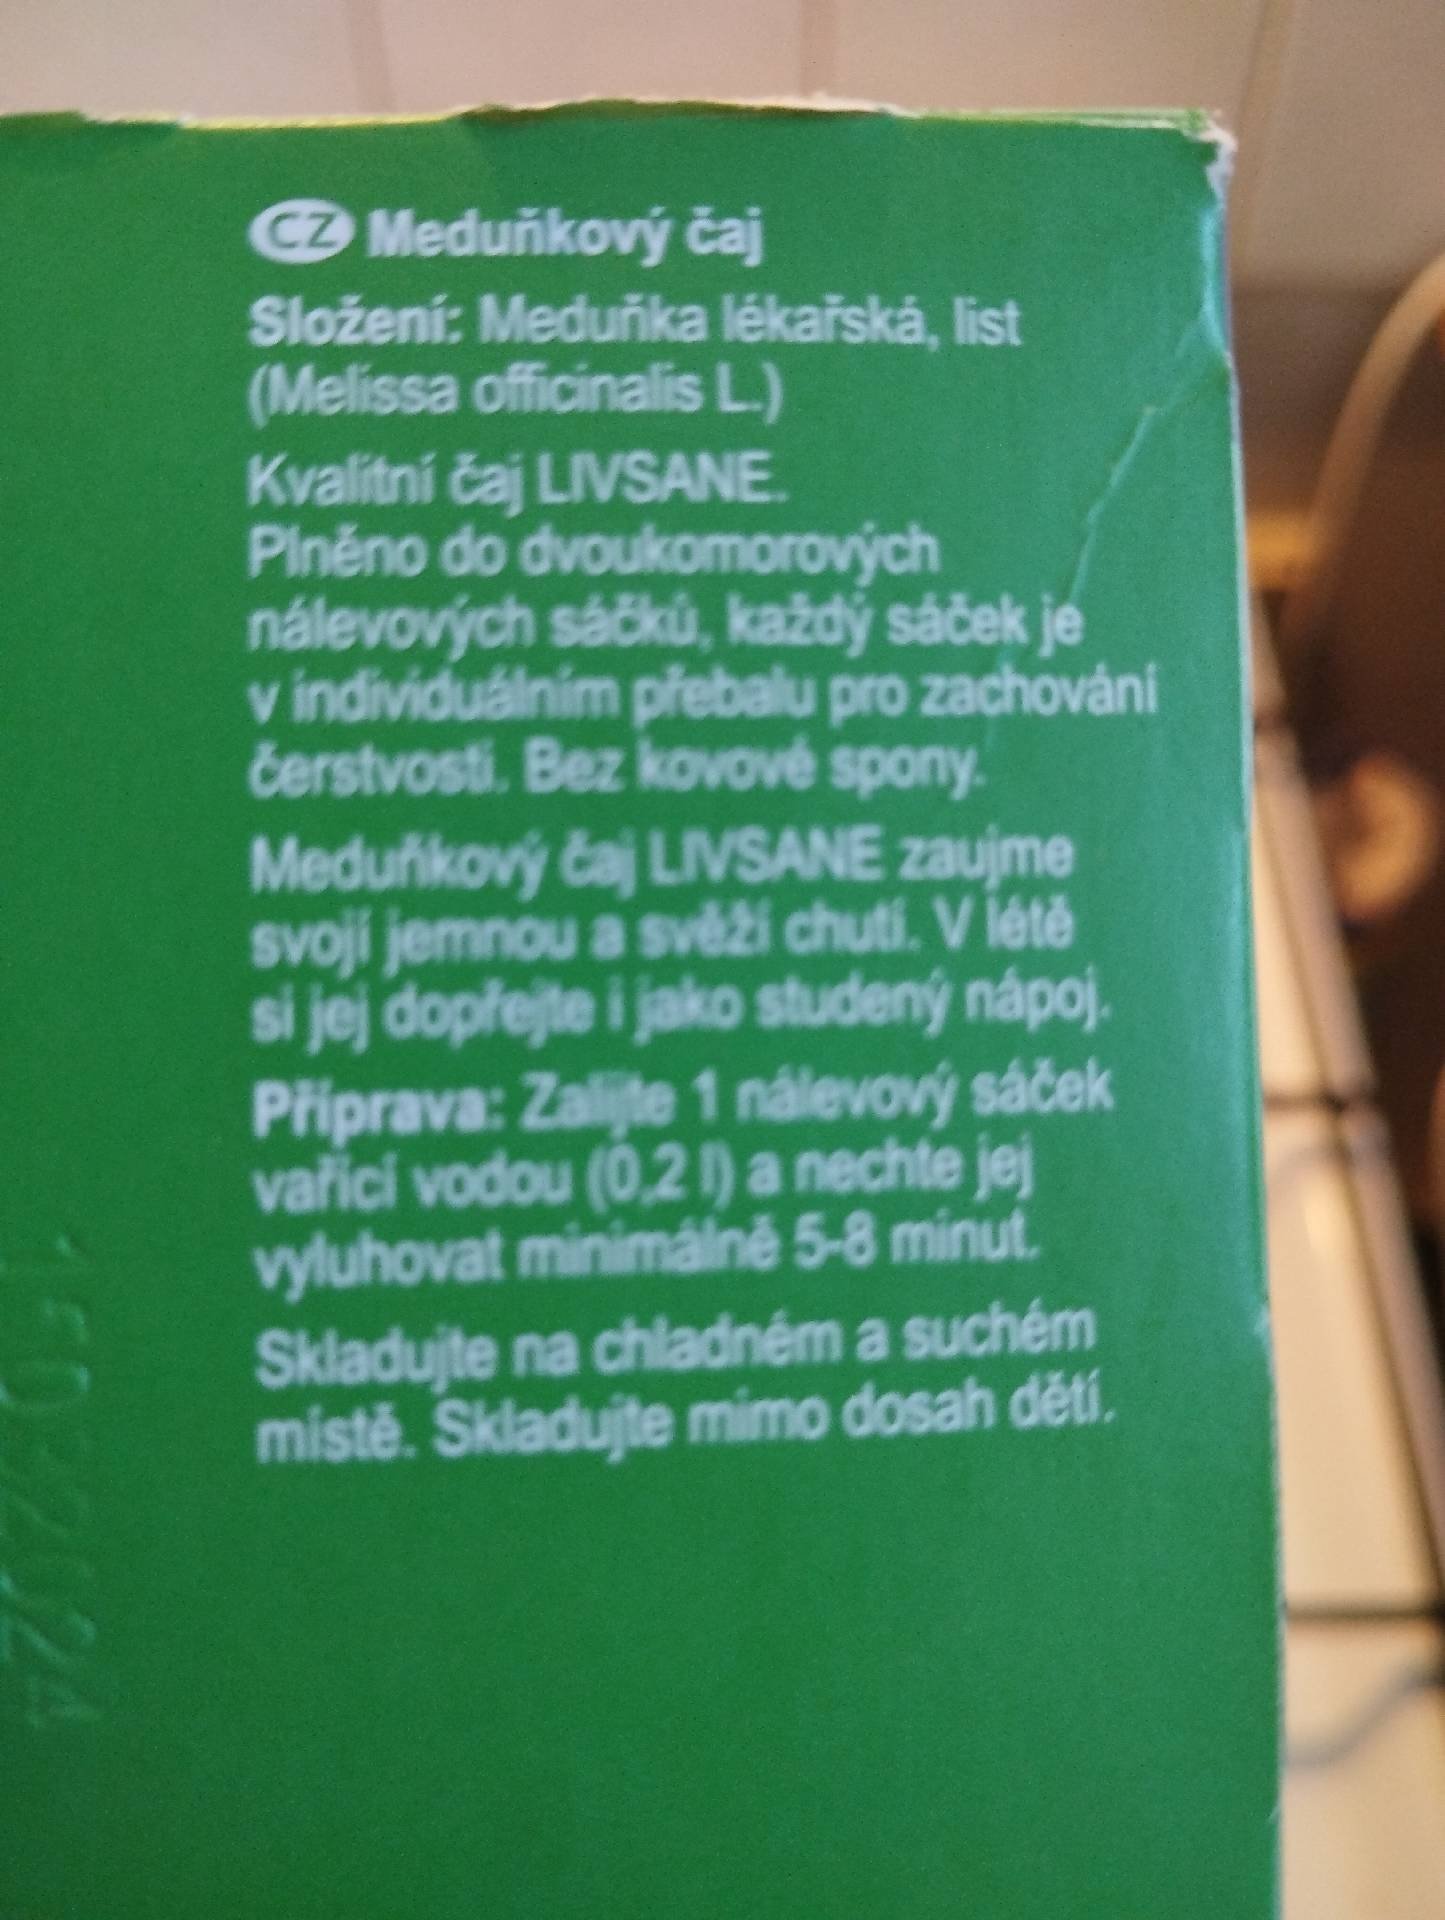 CZ Meduňkový čaj
Složení: Meduňka lékařská, list
(Melissa officinalis L.)
Kvalitní čaj LIVSANE.
Plněno do dvoukomorových
nálevových sáčků, každý sáček je
v individuálním přebalu pro zachování
čerstvosti. Bez kovové spony.
Meduňkový čaj LIVSANE zaujme
svojí jemnou a svěží chutí. V létě
si jej dopřejte i jako studený nápoj.
Příprava: Zalijte 1 nálevový sáček
vařící vodou (0,2 l) a nechte jej
vyluhovat minimálně 5-8 minut.
Skladujte na chladném a suchém
místě. Skladujte mimo dosah dětí.